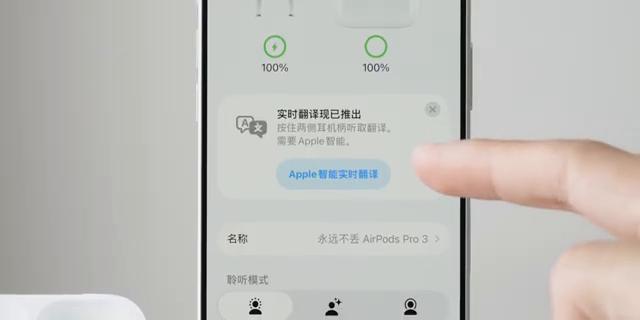 100%
100%
实时翻译现已推出
按住两侧耳机柄听取翻译。
需要 Apple 智能。
Apple 智能实时翻译
名称
永远不丢 AirPods Pro 3
聆听模式